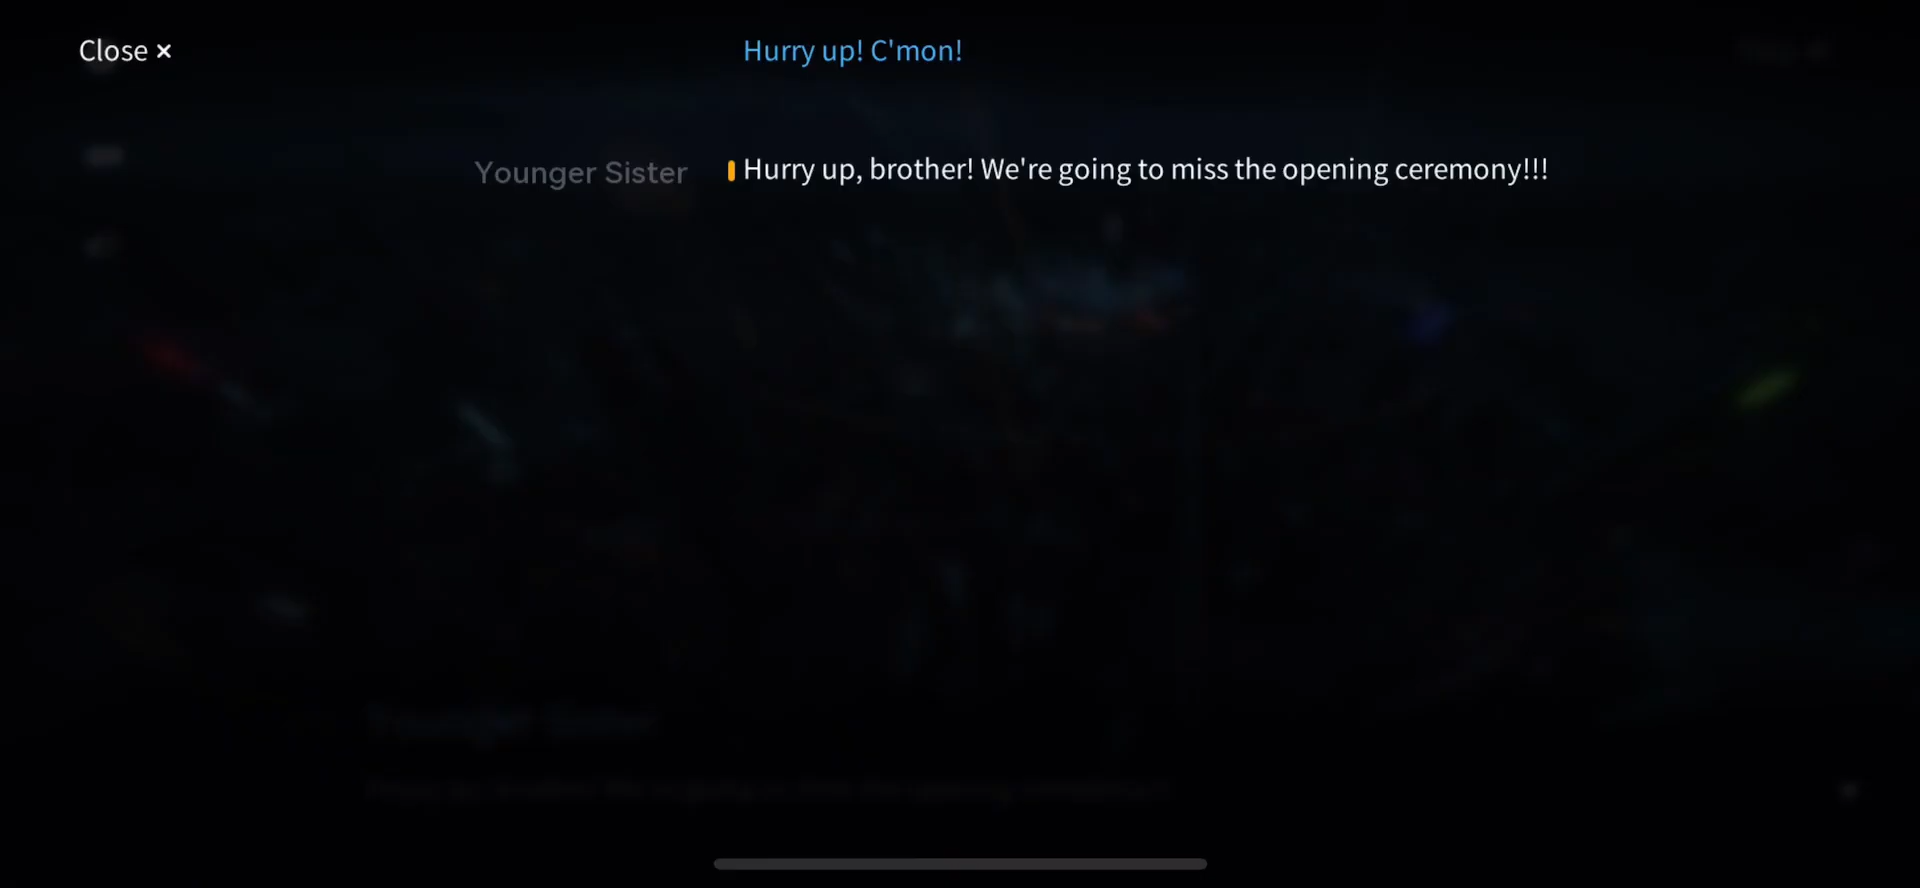 Close ×
Hurry up! C'mon!
Younger Sister
Hurry up, brother! We're going to miss the opening ceremony!!!